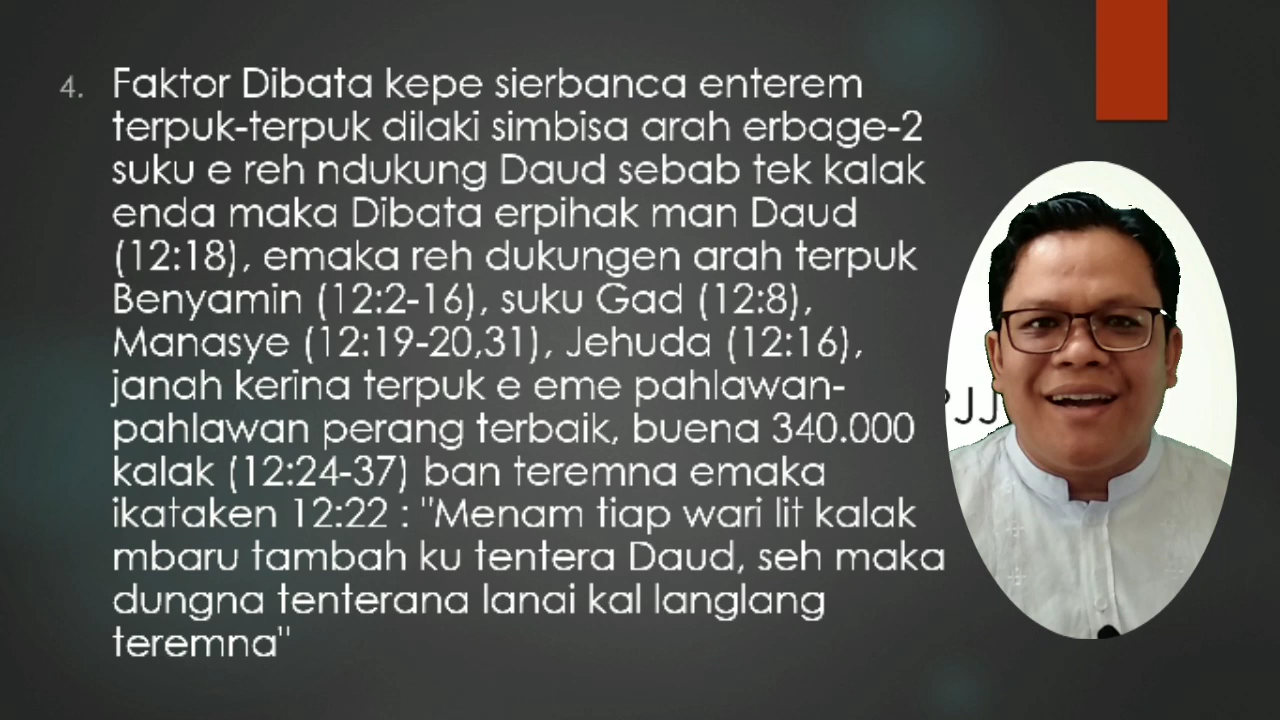 4. Faktor Dibata kepe sierbanca enterem
terpuk-terpuk dilaki simbisa arah erbage-2
suku e reh ndukung Daud sebab tek kalak
enda maka Dibata erpihak man Daud
(12:18), emaka reh dukungen arah terpuk
Benyamin (12:2-16), suku Gad (12:8),
Manasye (12:19-20,31), Jehuda (12:16),
janah kerina terpuk e eme pahlawan-
pahlawan perang terbaik, buena 340.000
kalak (12:24-37) ban teremna emaka
ikataken 12:22 : "Menam tiap wari lit kalak
mbaru tambah ku tentera Daud, seh maka
dungna tenterana lanai kal langlang
teremna"